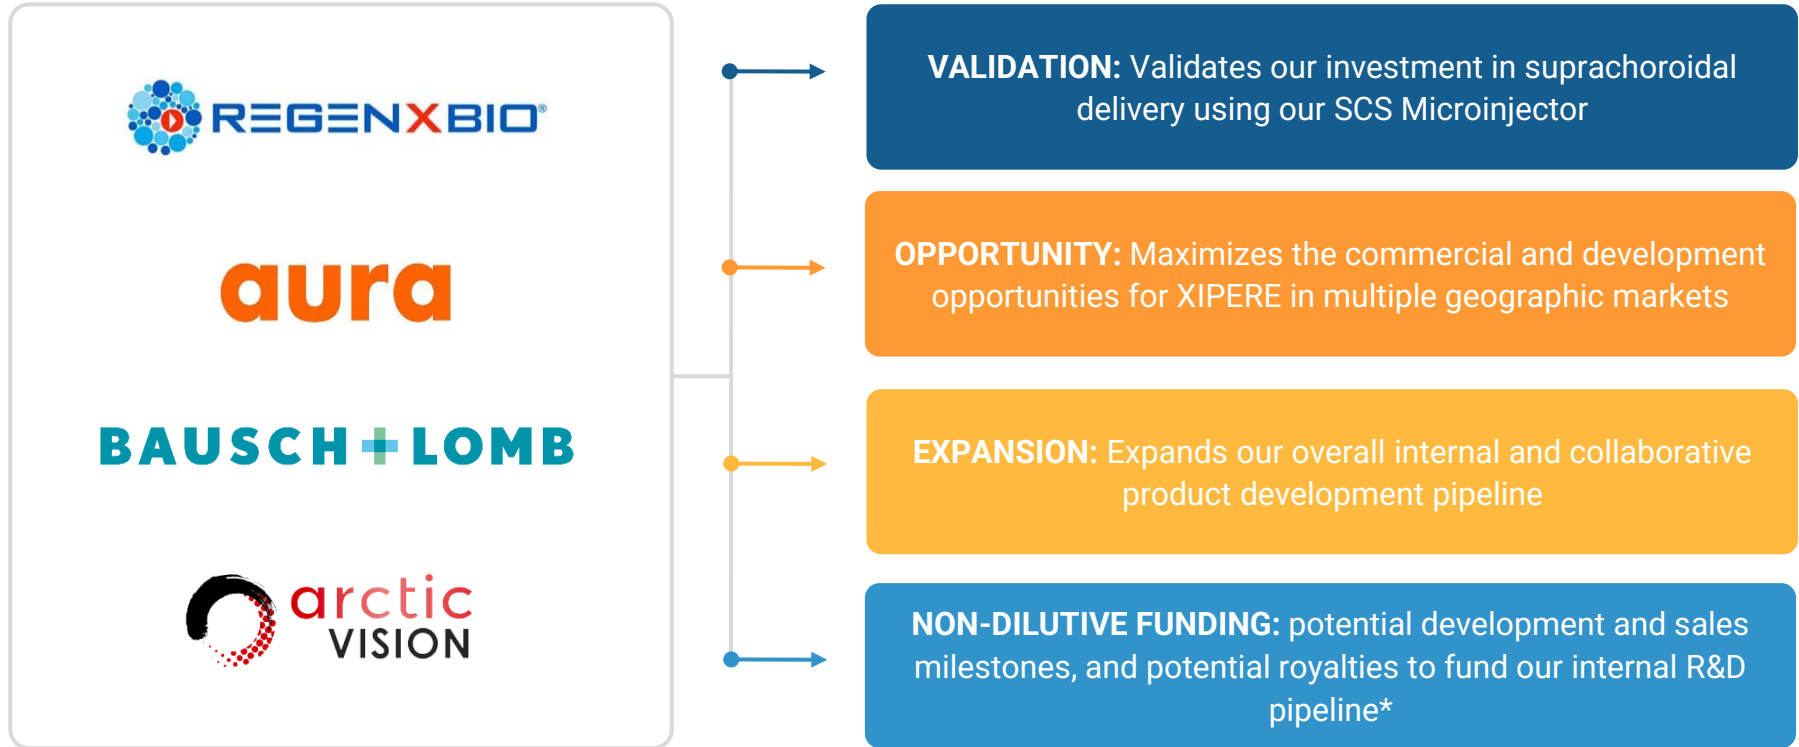 REGENXBIO®
aura
BAUSCH + LOMB
arctic
VISION
VALIDATION: Validates our investment in suprachoroidal
delivery using our SCS Microinjector
OPPORTUNITY: Maximizes the commercial and development
opportunities for XIPERE in multiple geographic markets
EXPANSION: Expands our overall internal and collaborative
product development pipeline
NON-DILUTIVE FUNDING: potential development and sales
milestones, and potential royalties to fund our internal R&D
pipeline*